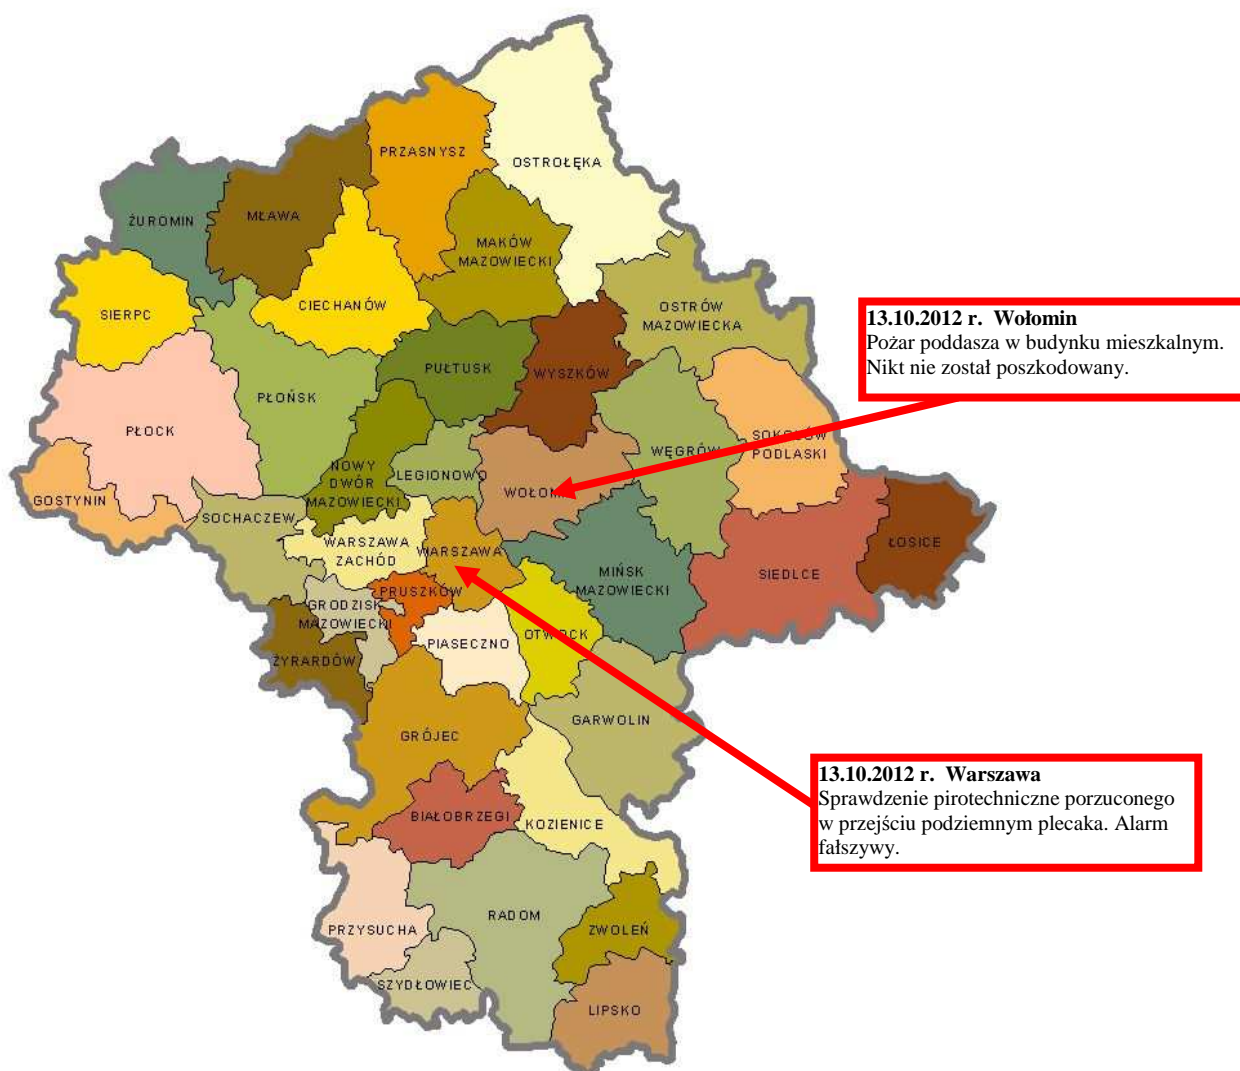 PRZASNYSZ
OSTROŁĘKA
ŻUROMIN
MŁAWA
MAKÓW
MAZOWIECKI
CIECHANÓW
SIERPC
OSTRÓW
MAZOWIECKA
13.10.2012 r. Wołomin
Pożar poddasza w budynku mieszkalnym.
Nikt nie został poszkodowany.
PUŁTUSK
WYSZKÓW
PŁOŃSK
PŁOCK
SOKOŁÓW
PODLASKI
WĘGRÓW
NOWY
DWÓR
MAZOWIECKI
LEGIONOWO
GOSTYNIN
SOCHACZEW
WARSZAWA
ZACHÓD
WARSZAWA
ŁOSICE
SIEDLCE
MIŃSK
MAZOWIECKI
PRUSZKÓW
GRODZISK
MAZOWIECKI
PIASECZNO
OTWOCK
ŻYRARDÓW
GARWOLIN
GRÓJEC
13.10.2012 r. Warszawa
Sprawdzenie pirotechniczne porzuconego
w przejściu podziemnym plecaka. Alarm
fałszywy.
BIAŁOBRZEGI
KOZIENICE
RADOM
PRZYSUCHA
ZWOLEŃ
SZYDŁOWIEC
LIPSKO